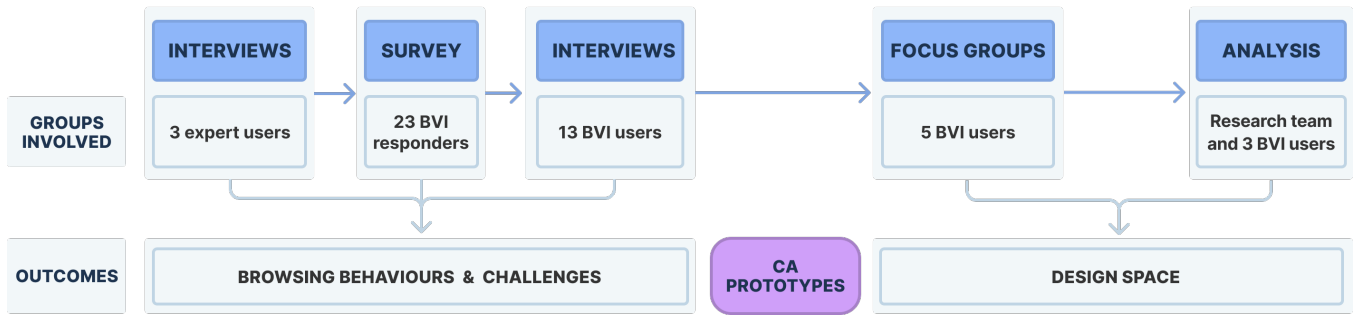 INTERVIEWS
SURVEY
INTERVIEWS
FOCUS GROUPS
ANALYSIS
GROUPS
INVOLVED
3 expert users
23 BVI
responders
13 BVI users
5 BVI users
Research team
and 3 BVI users
OUTCOMES
BROWSING BEHAVIOURS & CHALLENGES
CA
PROTOTYPES
DESIGN SPACE